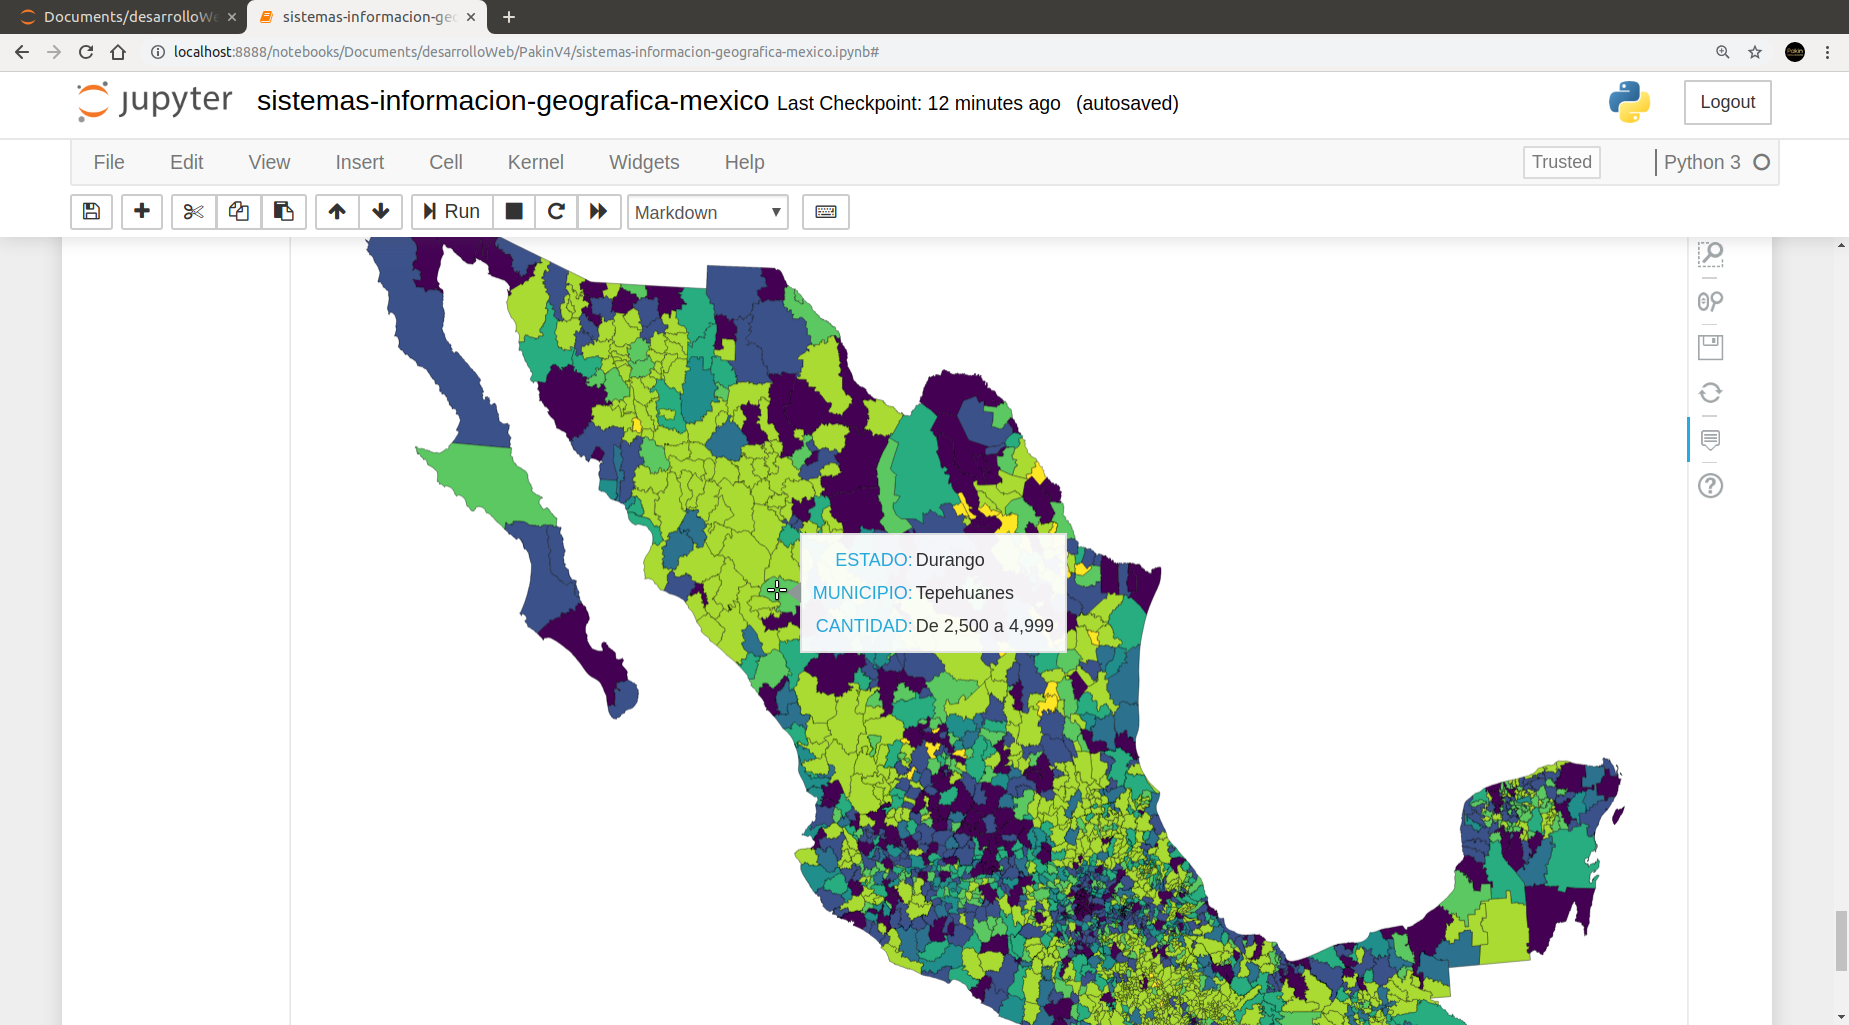 Documents/desarrolloWe
sistemas-informacion-geo
localhost:8888/notebooks/Documents/desarrolloWeb/PakinV4/sistemas-informacion-geografica-mexico.ipynb#
jupyter sistemas-informacion-geografica-mexico Last Checkpoint: 12 minutes ago (autosaved)
Logout
File Edit View Insert Cell Kernel Widgets Help
Trusted
Python 3
Run
Markdown
ESTADO: Durango
MUNICIPIO: Tepehuanes
CANTIDAD: De 2,500 a 4,999